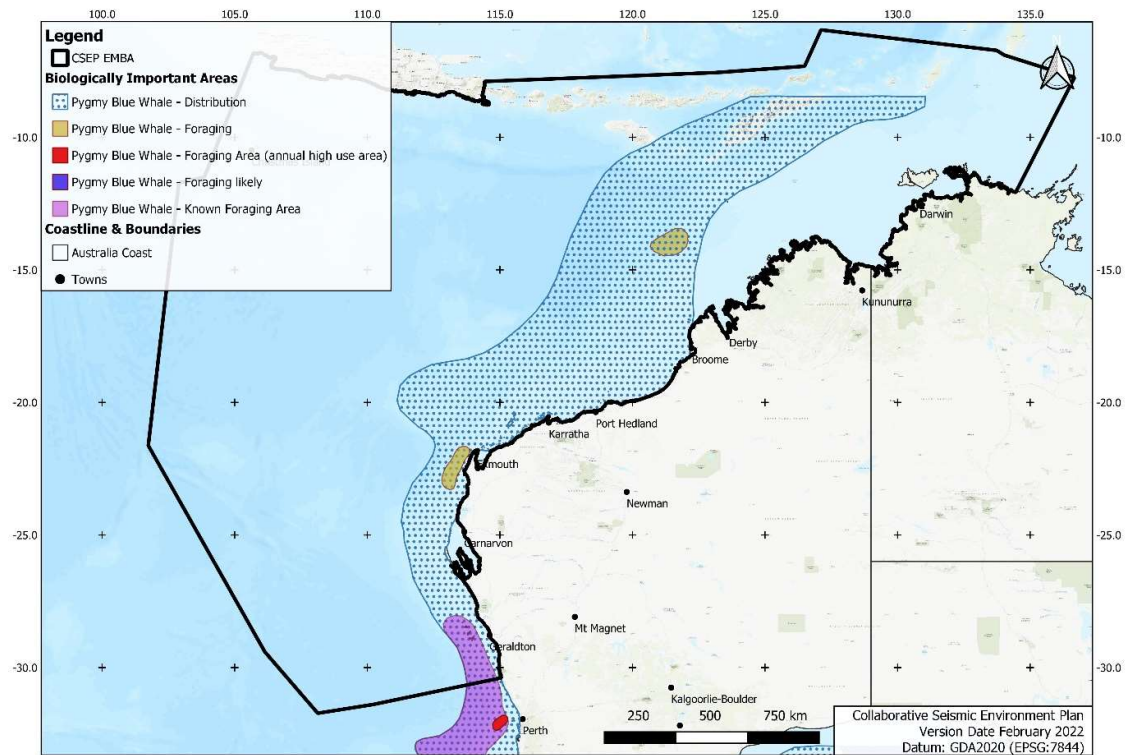 100.0 105.0 110.0 115.0 120.0 125.0 130.0 135.0
Legend
CSEP EMBA
Biologically Important Areas
Pygmy Blue Whale - Distribution
Pygmy Blue Whale - Foraging
Pygmy Blue Whale - Foraging Area (annual high use area)
Pygmy Blue Whale - Foraging likely
Pygmy Blue Whale - Known Foraging Area
Coastline & Boundaries
Australia Coast
Towns
N
-10.0 -10.0
Darwin
-15.0 -15.0
Kununurra
Derby
Broome
-20.0 -20.0
Port Hedland
Karratha
Exmouth
Newman
-25.0 -25.0
Carnarvon
Mt Magnet
Geraldton
-30.0 -30.0
Kalgoorlie-Boulder
Perth
250 500 750 km
Collaborative Seismic Environment Plan
Version Date February 2022
Datum: GDA2020 (EPSG:7844)